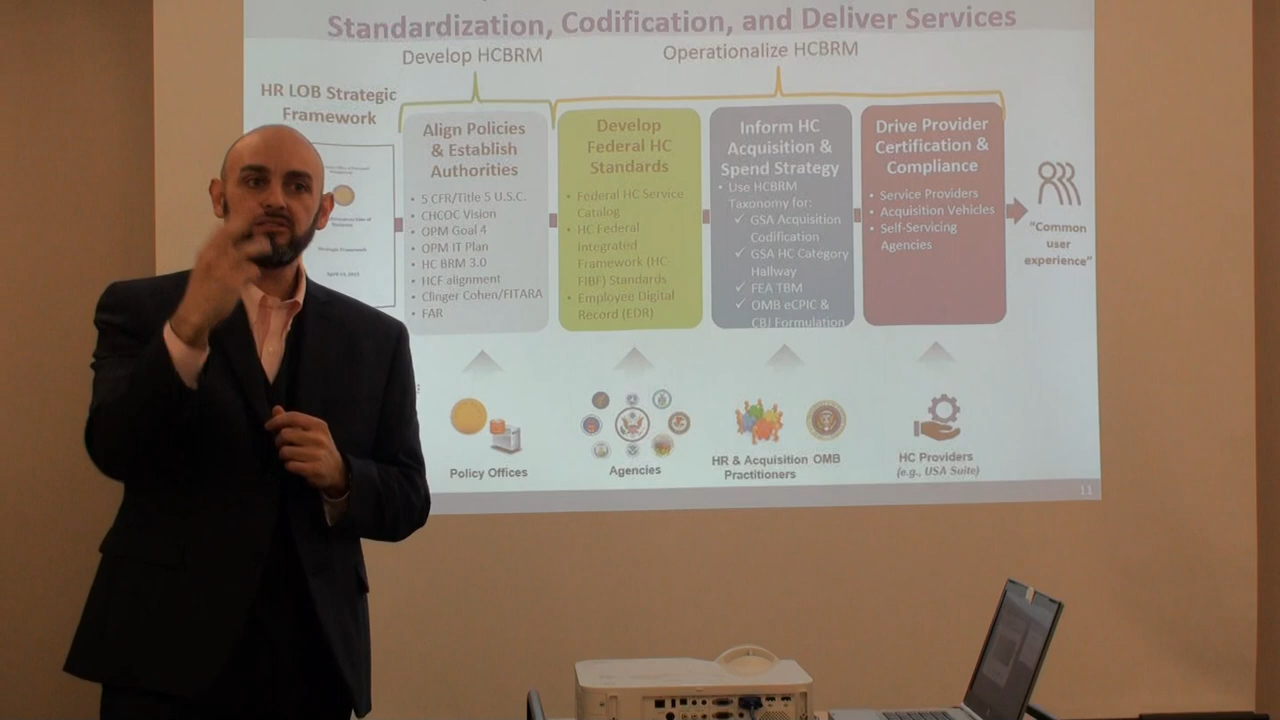 Standardization, Codification, and Deliver Services
Develop HCBRM
Operationalize HCBRM
HR LOB Strategic
Framework
Strategic Framework
April 14, 2015
Align Policies
& Establish
Authorities
• 5 CFR/Title 5 U.S.C.
• CHCOC Vision
• OPM Goal 4
• OPM IT Plan
• HC BRM 3.0
• HCF alignment
• Clinger Cohen/FITARA
• FAR
Develop
Federal HC
Standards
• Federal HC Service
Catalog
• HC Federal
Integrated
Framework (HC-
FIBF) Standards
• Employee Digital
Record (EDR)
Inform HC
Acquisition &
Spend Strategy
• Use HCBRM
Taxonomy for:
✓ GSA Acquisition
Codification
✓ GSA HC Category
Hallway
✓ FEA TBM
✓ OMB eCPIC &
CBJ Formulation
Drive Provider
Certification &
Compliance
• Service Providers
• Acquisition Vehicles
• Self-Servicing
Agencies
"Common
user
experience"
Policy Offices
Agencies
HR & Acquisition
Practitioners
OMB
HC Providers
(e.g., USA Suite)
11